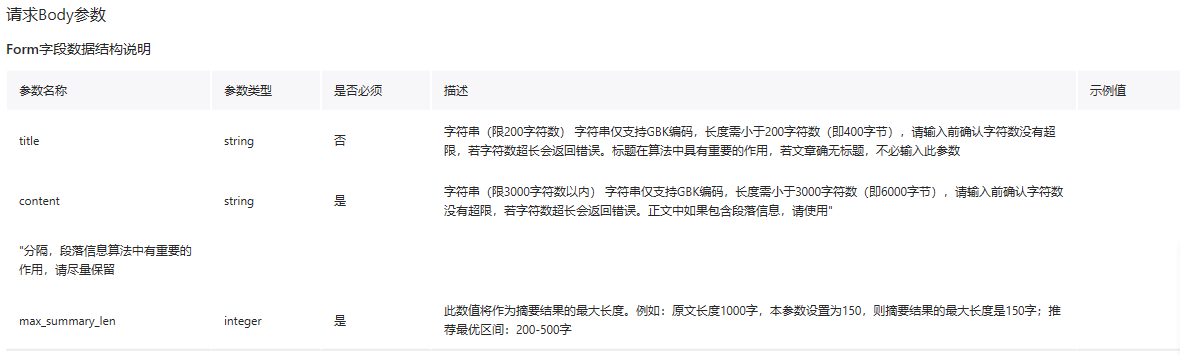 请求Body参数
Form字段数据结构说明
参数名称 参数类型 是否必须 描述 示例值
title string 否 字符串（限200字符数） 字符串仅支持GBK编码，长度需小于200字符数（即400字节），请输入前确认字符数没有超
限，若字符数超长会返回错误。标题在算法中具有重要的作用，若文章确无标题，不必输入此参数
content string 是 字符串（限3000字符数以内） 字符串仅支持GBK编码，长度需小于3000字符数（即6000字节），请输入前确认字符数
没有超限，若字符数超长会返回错误。正文中如果包含段落信息，请使用"
"分隔，段落信息算法中有重要的
作用，请尽量保留
max_summary_len integer 是 此数值将作为摘要结果的最大长度。例如：原文长度1000字，本参数设置为150，则摘要结果的最大长度是150字；推
荐最优区间：200-500字